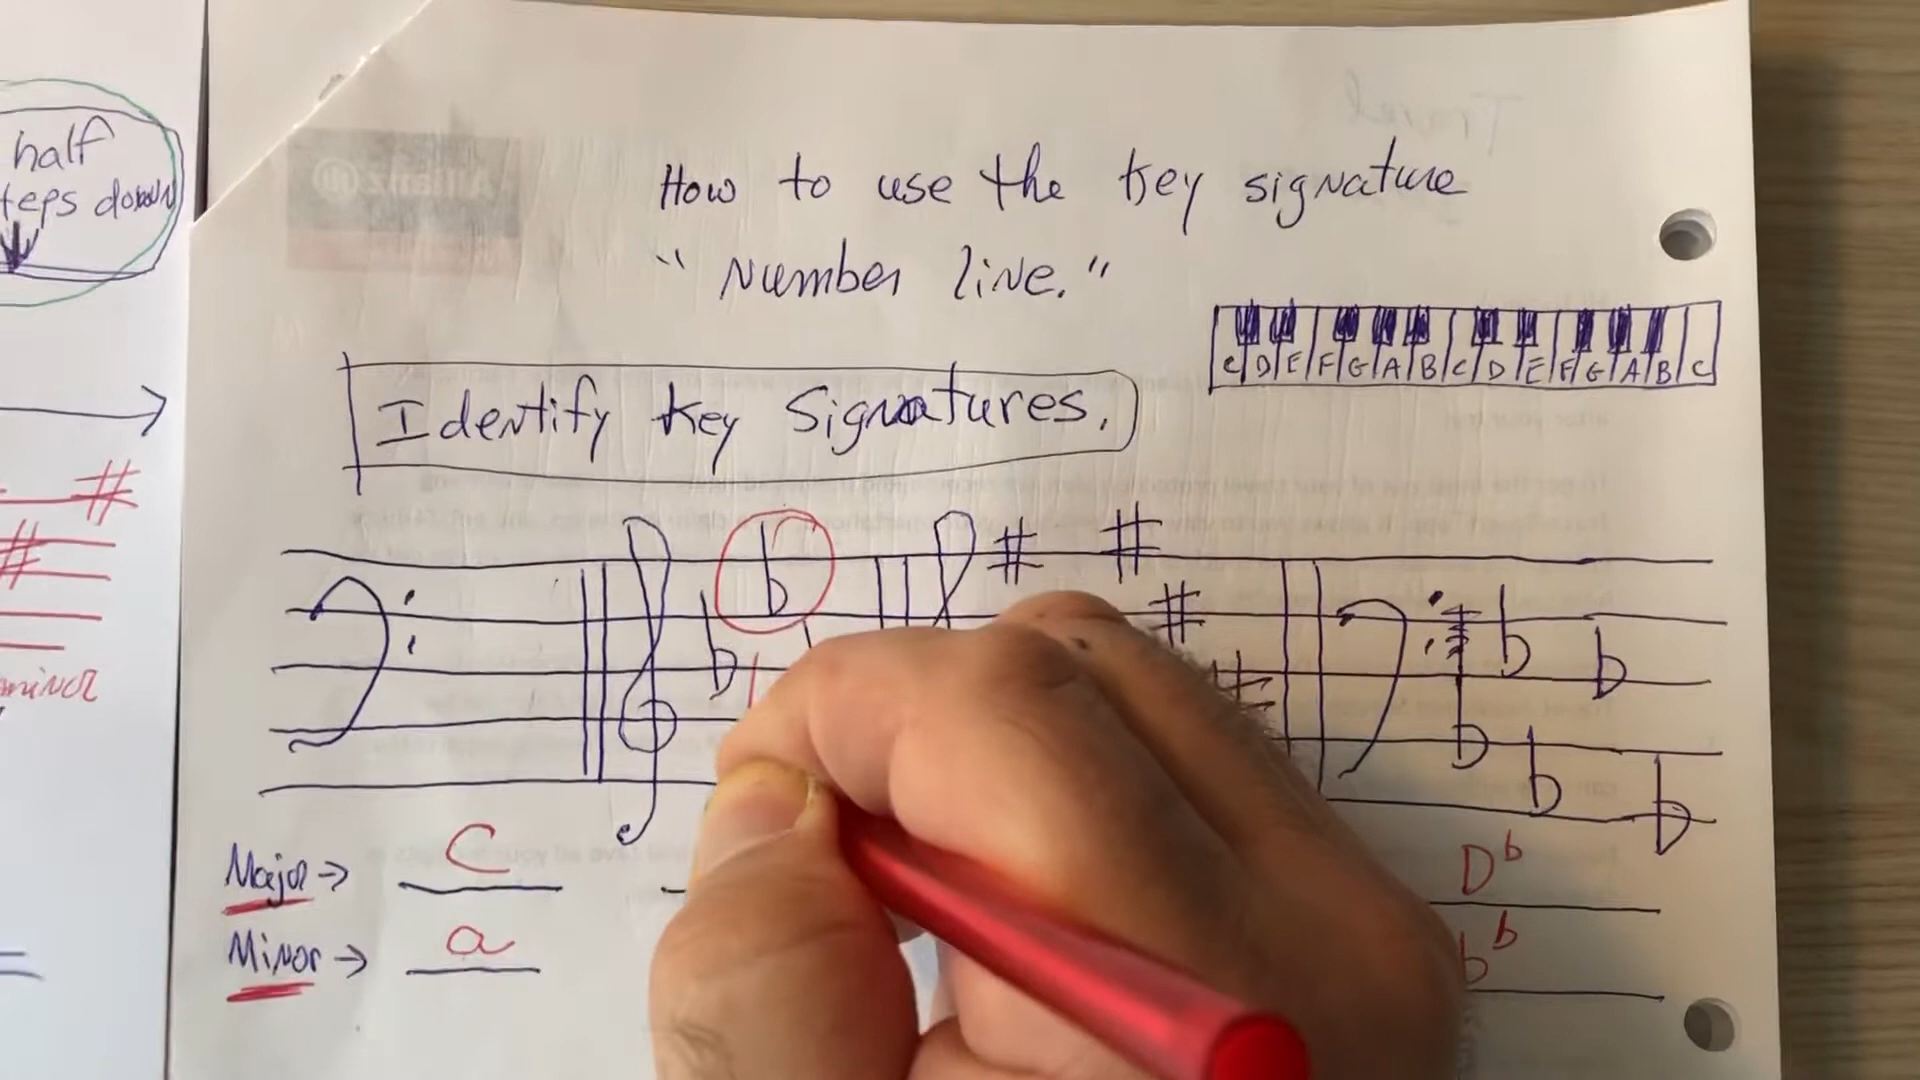 half
steps down
How to use the key signature
"Number line."
C D E F G A B C D E F G A B C
Identify key Signatures.
minor
Major → C
Minor → a
D♭
b♭